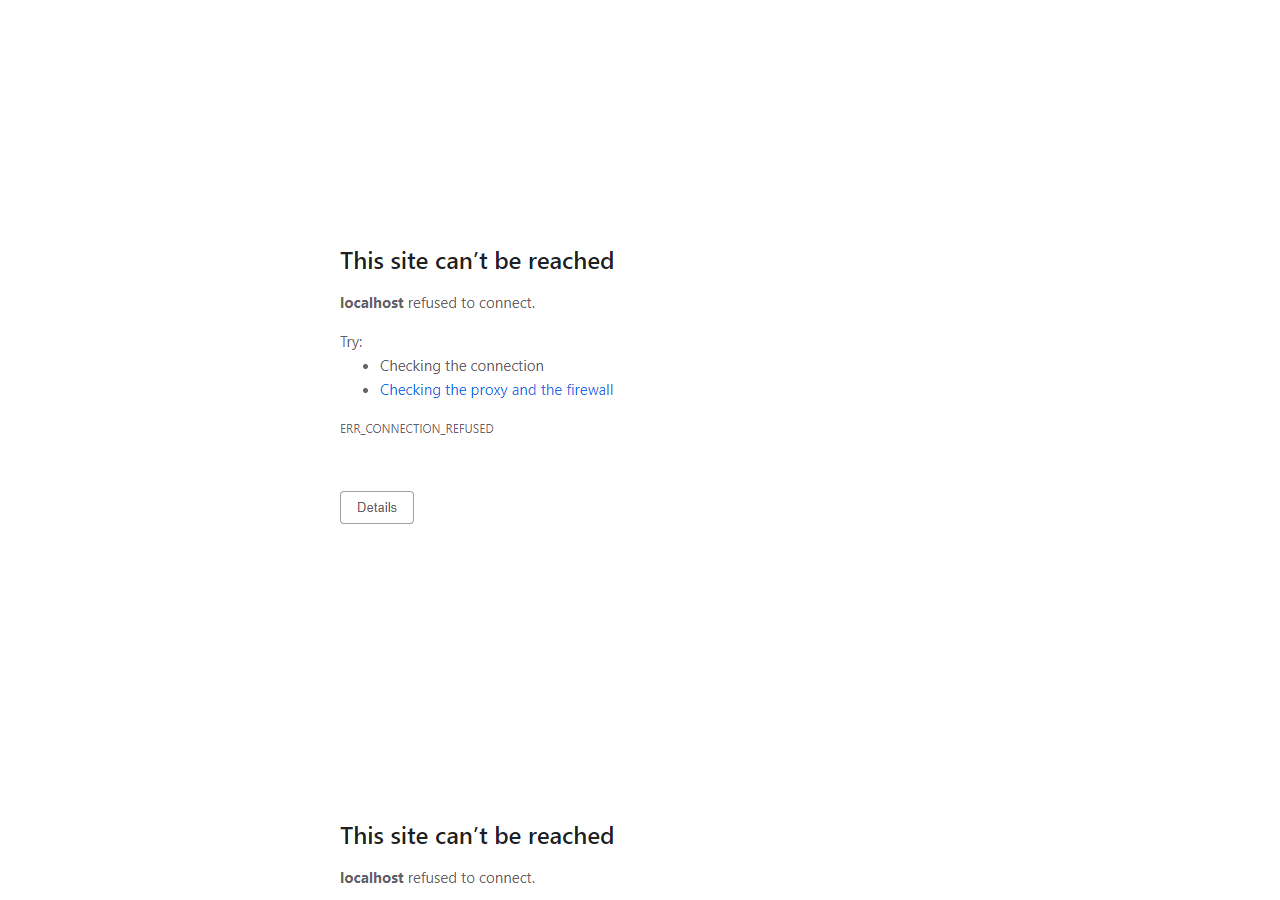 This site can’t be reached
localhost refused to connect.
Try:
Checking the connection
Checking the proxy and the firewall
ERR_CONNECTION_REFUSED
Details
This site can’t be reached
localhost refused to connect.